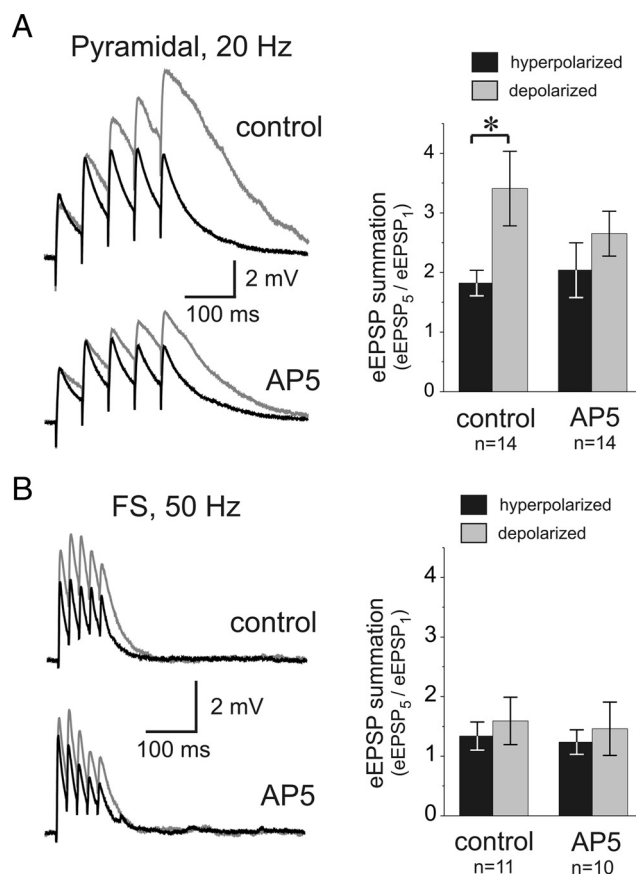 A
Pyramidal, 20 Hz
control
2 mV
100 ms
AP5
hyperpolarized
depolarized
*
4
3
2
1
0
eEPSP summation
(eEPSP₅ / eEPSP₁)
control
AP5
n=14
n=14
B
FS, 50 Hz
control
2 mV
100 ms
AP5
hyperpolarized
depolarized
4
3
2
1
0
eEPSP summation
(eEPSP₅ / eEPSP₁)
control
AP5
n=11
n=10